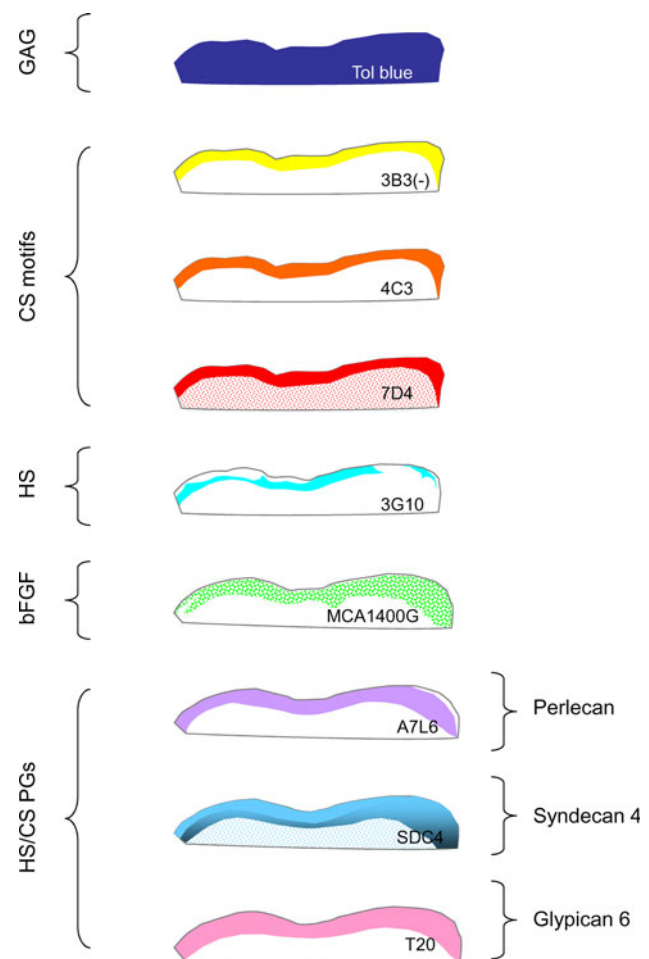 GAG
Tol blue
CS motifs
3B3(-)
4C3
7D4
HS
3G10
bFGF
MCA1400G
HS/CS PGs
A7L6
Perlecan
SDC4
Syndecan 4
T20
Glypican 6